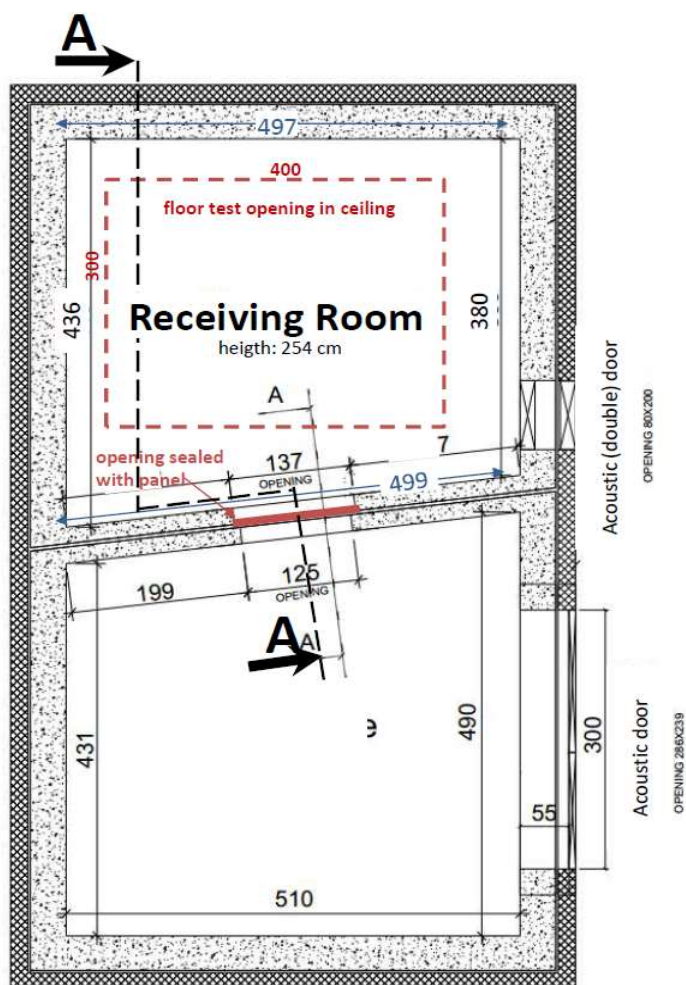 A
497
400
floor test opening in ceiling
300
436
380
Receiving Room
heigth: 254 cm
A
opening sealed
with panel
137
OPENING
7
499
Acoustic (double) door
OPENING 80X200
199
125
OPENING
A
A
431
490
e
300
Acoustic door
OPENING 286X239
55
510